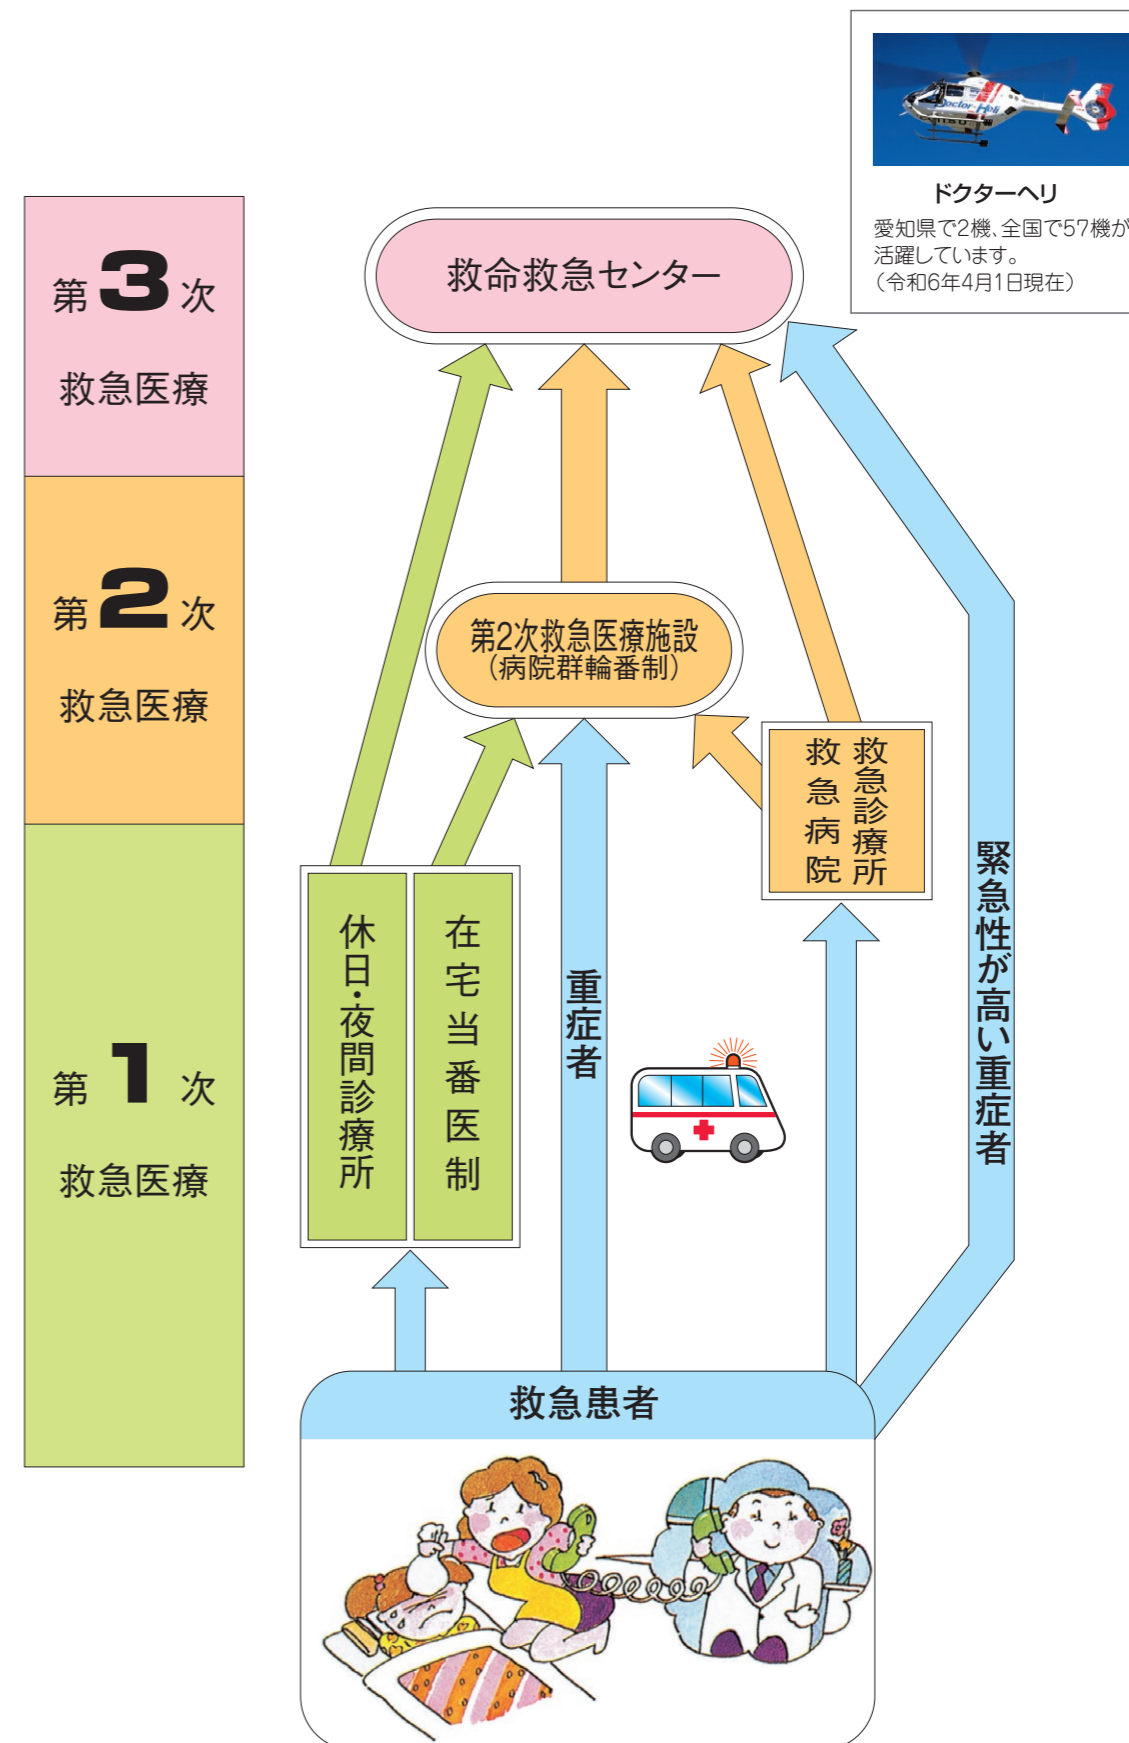 Doctor-Heli
ドクターヘリ
愛知県で2機、全国で57機が
活躍しています。
(令和6年4月1日現在)
第3次
救急医療
救命救急センター
第2次
救急医療
第2次救急医療施設
(病院群輪番制)
救急診療所
救急病院
第1次
救急医療
休日・夜間診療所
在宅当番医制
重症者
緊急性が高い重症者
救急患者